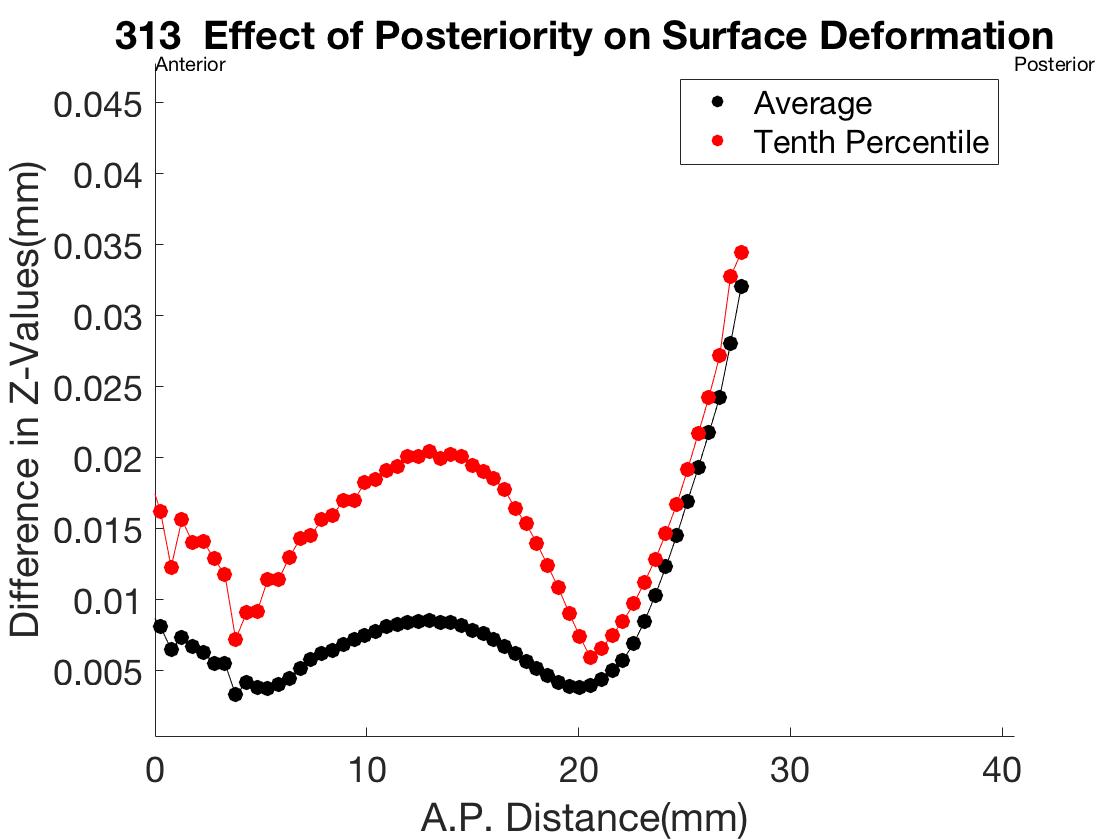 313  Effect of Posteriority on Surface Deformation
Anterior
Posterior
Average
Tenth Percentile
0.045
0.04
0.035
0.03
0.025
0.02
0.015
0.01
0.005
Difference in Z-Values(mm)
0
10
20
30
40
A.P. Distance(mm)